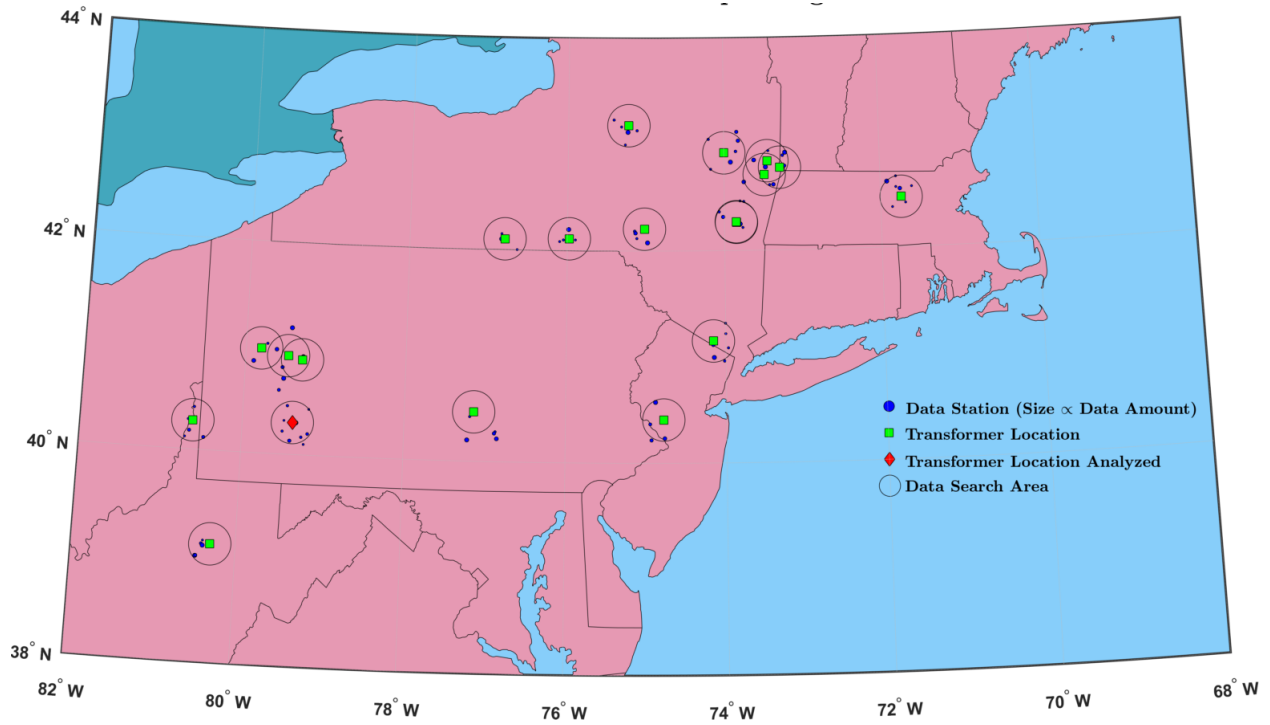 44° N
42° N
40° N
38° N
Data Station (Size ∝ Data Amount)
Transformer Location
Transformer Location Analyzed
Data Search Area
82° W
80° W
78° W
76° W
74° W
72° W
70° W
68° W